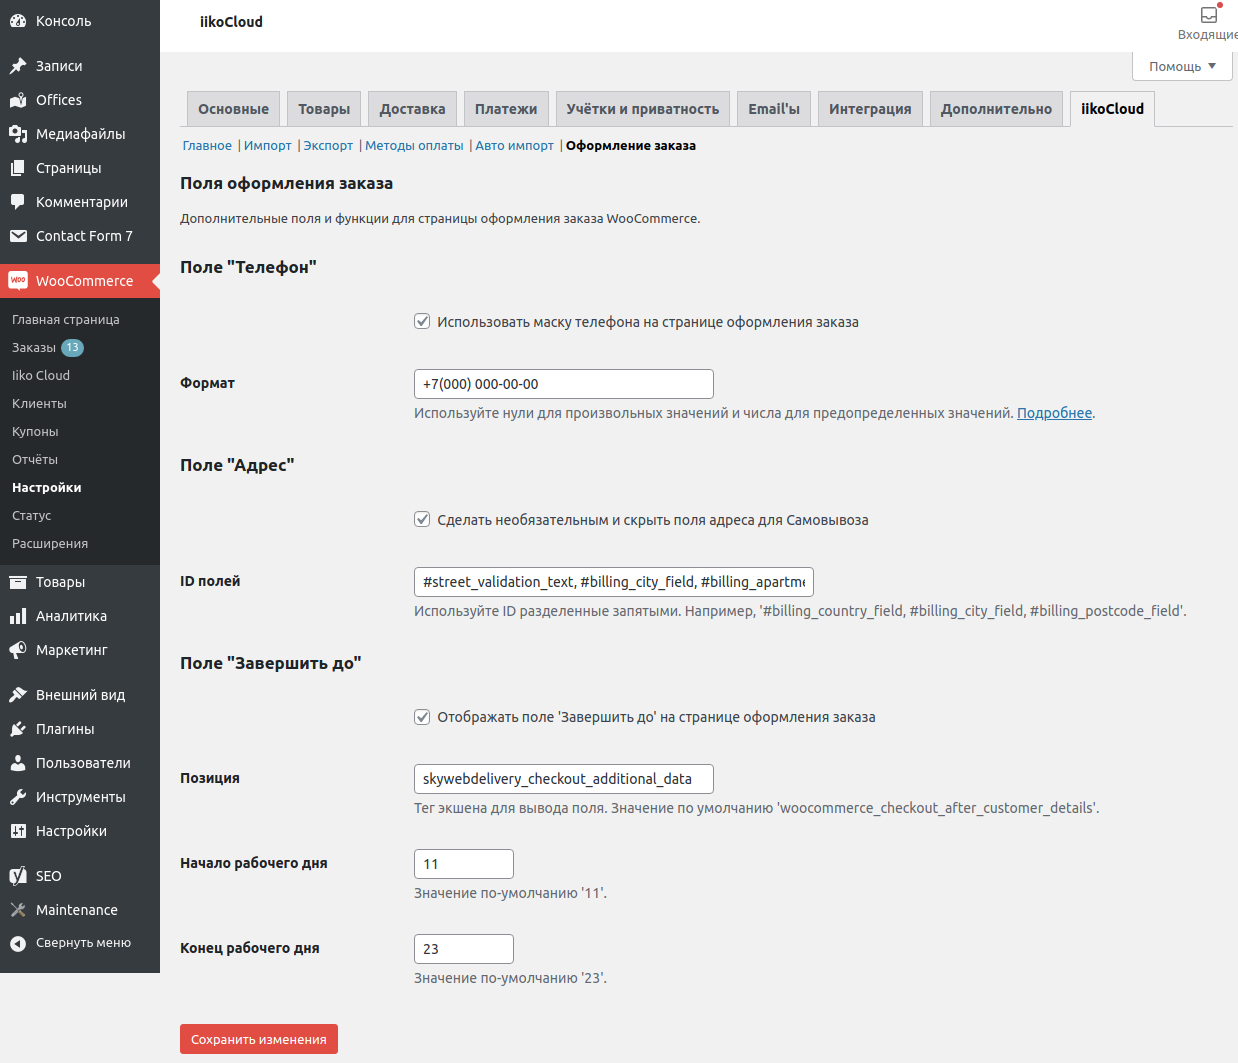 Консоль
Записи
Offices
Медиафайлы
Страницы
Комментарии
Contact Form 7
WooCommerce
Главная страница
Заказы 13
Iiko Cloud
Клиенты
Купоны
Отчёты
Настройки
Статус
Расширения
Товары
Аналитика
Маркетинг
Внешний вид
Плагины
Пользователи
Инструменты
Настройки
SEO
Maintenance
Свернуть меню
iikoCloud
Входящие
Помощь
Основные Товары Доставка Платежи Учётки и приватность Email'ы Интеграция Дополнительно iikoCloud
Главное | Импорт | Экспорт | Методы оплаты | Авто импорт | Оформление заказа
Поля оформления заказа
Дополнительные поля и функции для страницы оформления заказа WooCommerce.
Поле "Телефон"
Использовать маску телефона на странице оформления заказа
Формат +7(000) 000-00-00
Используйте нули для произвольных значений и числа для предопределенных значений. Подробнее.
Поле "Адрес"
Сделать необязательным и скрыть поля адреса для Самовывоза
ID полей #street_validation_text, #billing_city_field, #billing_apartme
Используйте ID разделенные запятыми. Например, '#billing_country_field, #billing_city_field, #billing_postcode_field'.
Поле "Завершить до"
Отображать поле 'Завершить до' на странице оформления заказа
Позиция skywebdelivery_checkout_additional_data
Тег экшена для вывода поля. Значение по умолчанию 'woocommerce_checkout_after_customer_details'.
Начало рабочего дня 11
Значение по-умолчанию '11'.
Конец рабочего дня 23
Значение по-умолчанию '23'.
Сохранить изменения